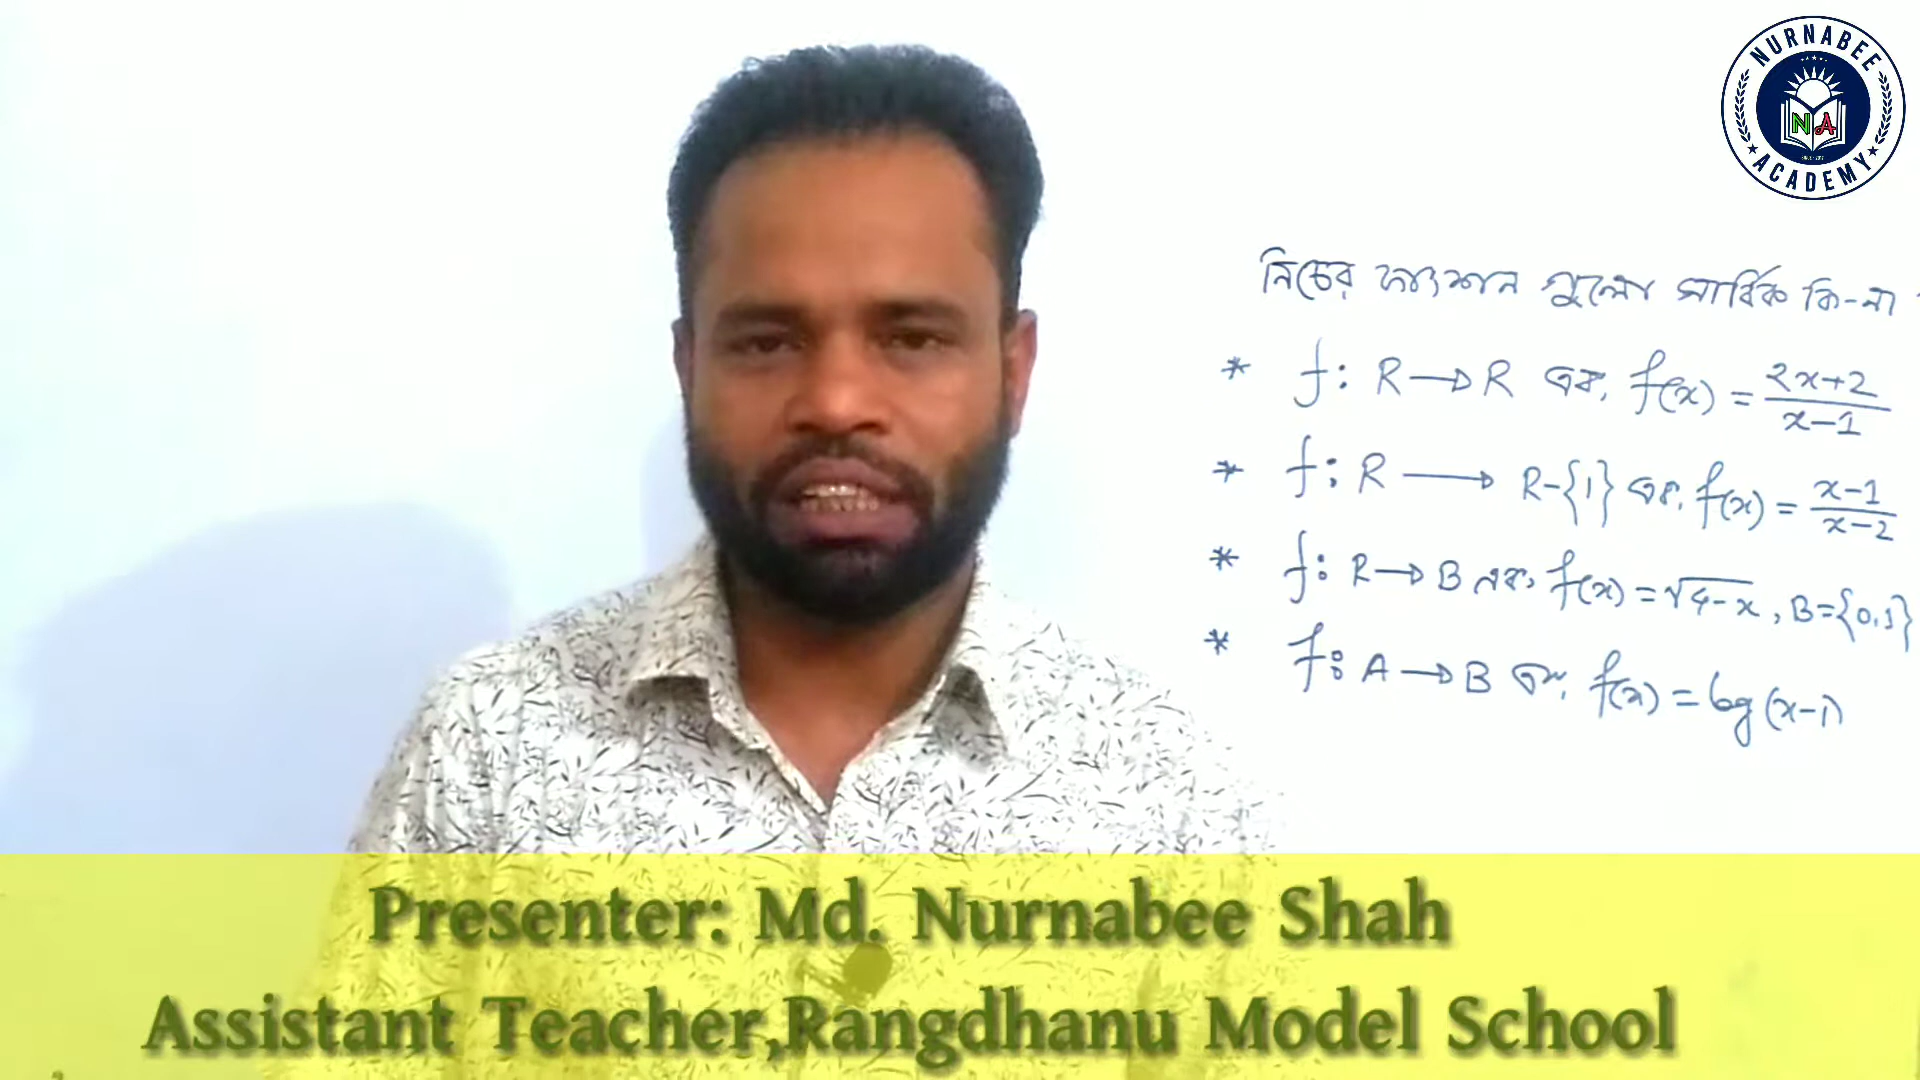 NURNABEE
NA
ACADEMY
নিচের ফাংশন গুলো সার্বিক কি-না
* f: R→R এবং f(x) = 2x+2 / x-1
* f: R → R-{1} এবং f(x) = x-1 / x-2
* f: R→B এবং f(x) = √4-x, B={0,1}
* f: A→B এবং f(x) = log(x-1)
Presenter: Md. Nurnabee Shah
Assistant Teacher,Rangdhanu Model School